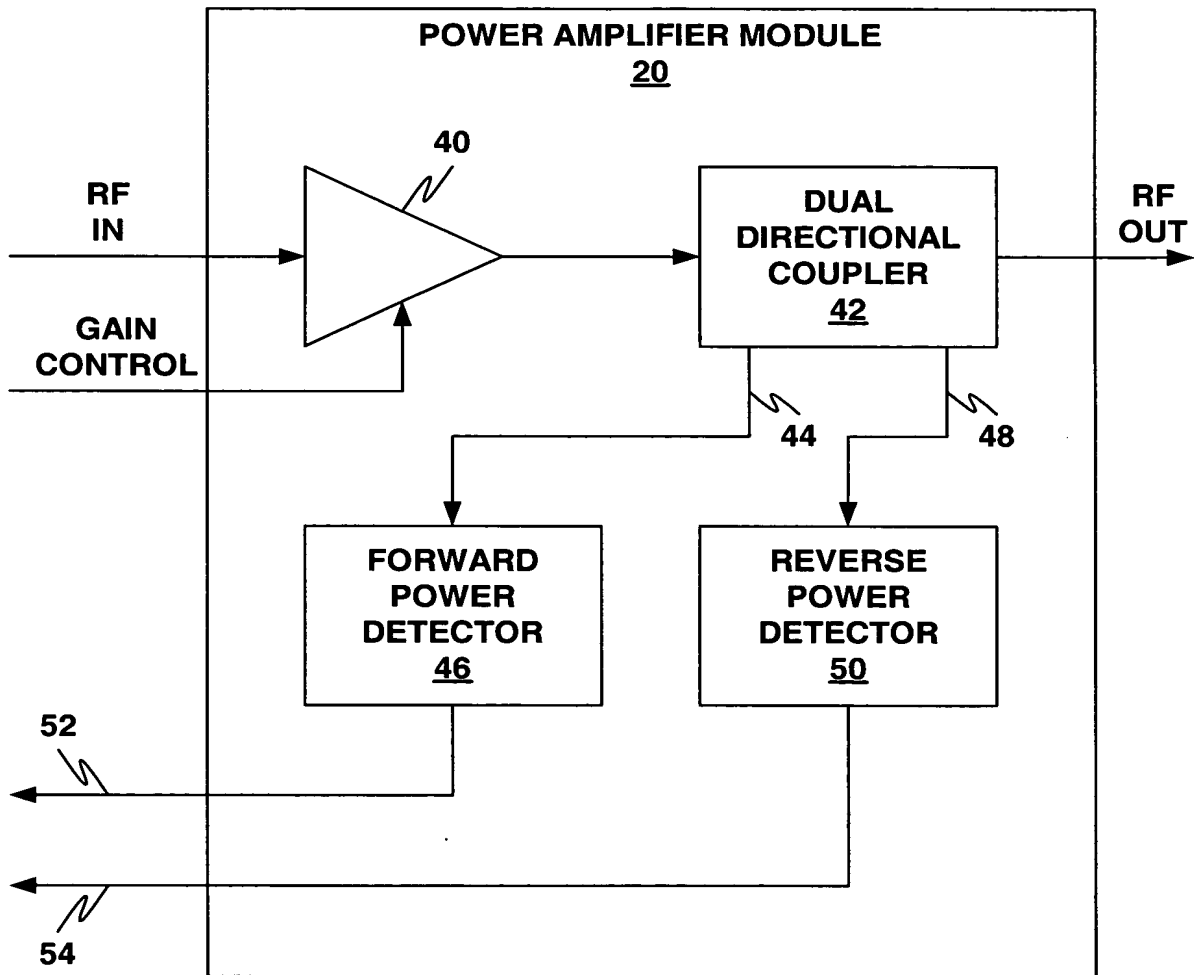 POWER AMPLIFIER MODULE
20
40
RF
IN
DUAL
DIRECTIONAL
COUPLER
42
RF
OUT
GAIN
CONTROL
44
48
FORWARD
POWER
DETECTOR
46
REVERSE
POWER
DETECTOR
50
52
54